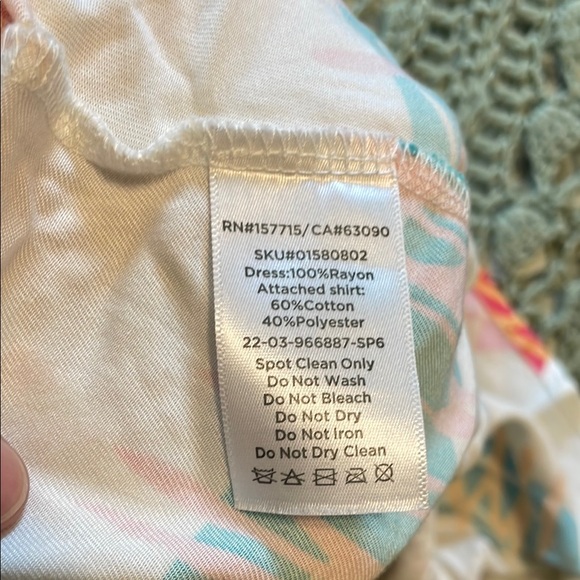 RN#157715/CA#63090
SKU#01580802
Dress:100%Rayon
Attached shirt:
60%Cotton
40%Polyester
22-03-966887-SP6
Spot Clean Only
Do Not Wash
Do Not Bleach
Do Not Dry
Do Not Iron
Do Not Dry Clean